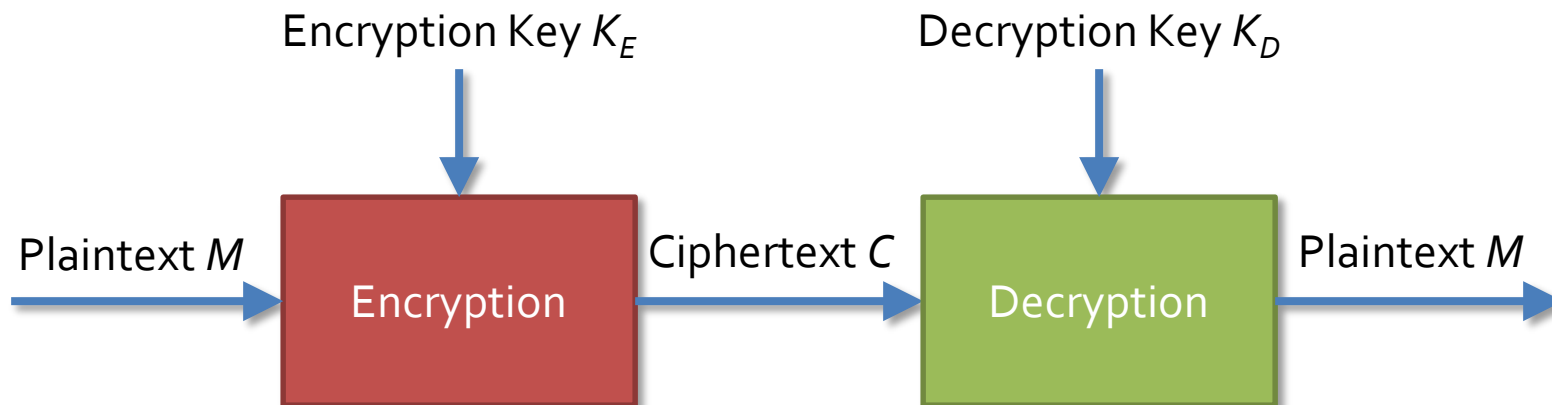 Encryption Key K_E
Decryption Key K_D
Plaintext M
Encryption
Ciphertext C
Decryption
Plaintext M